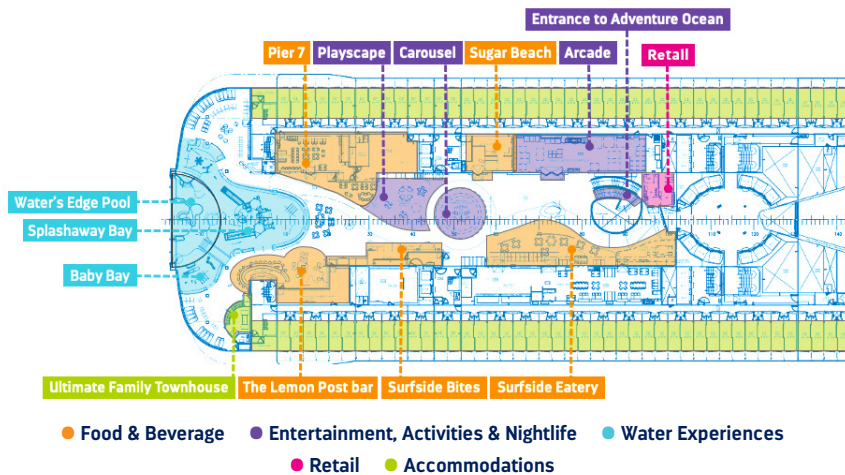 Entrance to Adventure Ocean
Pier 7
Playscape
Carousel
Sugar Beach
Arcade
Retail
Water's Edge Pool
Splashaway Bay
Baby Bay
Ultimate Family Townhouse
The Lemon Post bar
Surfside Bites
Surfside Eatery
Food & Beverage
Entertainment, Activities & Nightlife
Water Experiences
Retail
Accommodations